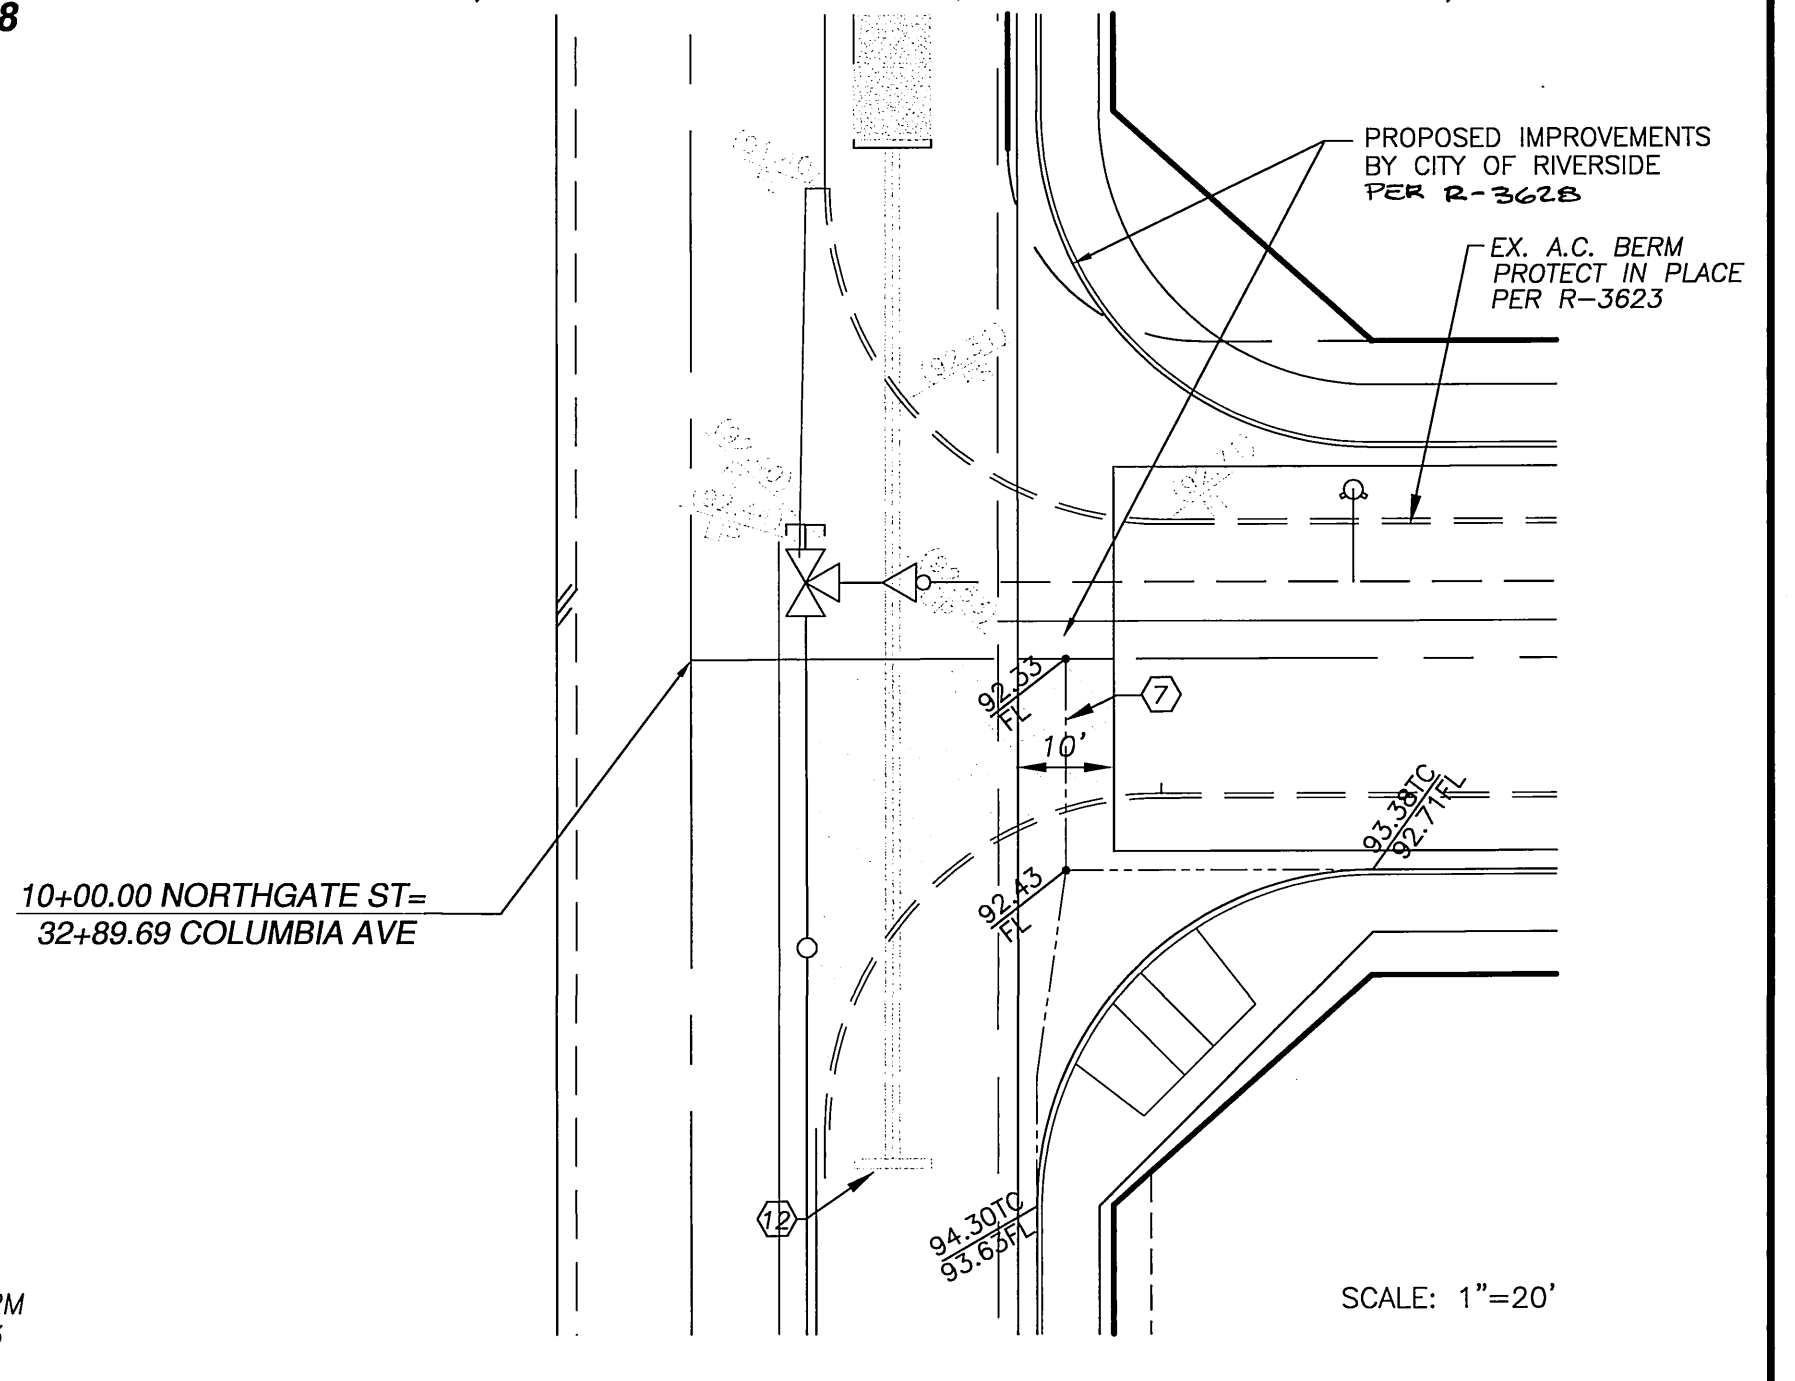 8
PROPOSED IMPROVEMENTS
BY CITY OF RIVERSIDE
PER R-3628
EX. A.C. BERM
PROTECT IN PLACE
PER R-3623
92.33
FL
7
10'
93.38TC
92.71FL
10+00.00 NORTHGATE ST=
32+89.69 COLUMBIA AVE
92.43
FL
12
94.30TC
93.63FL
SCALE: 1"=20'